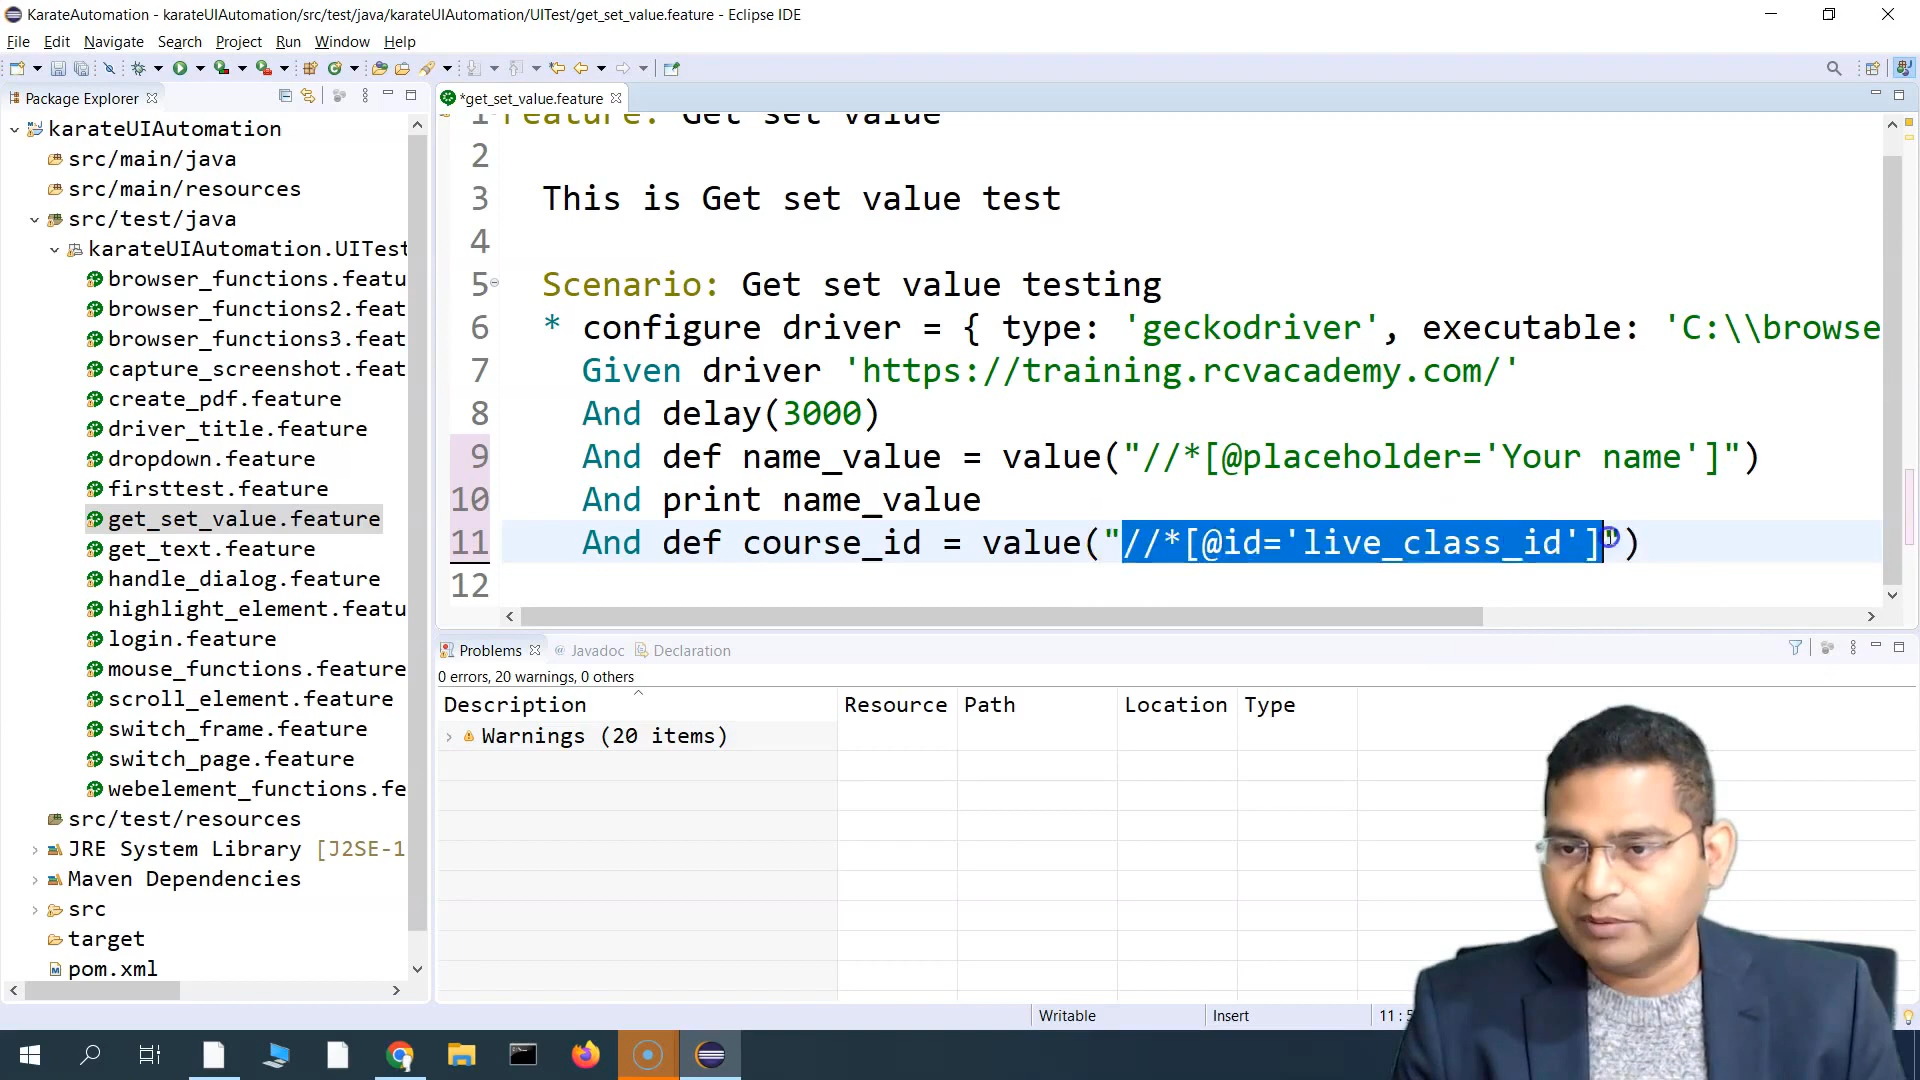 KarateAutomation - karateUIAutomation/src/test/java/karateUIAutomation/UITest/get_set_value.feature - Eclipse IDE
File Edit Navigate Search Project Run Window Help
Package Explorer
*get_set_value.feature
karateUIAutomation
src/main/java
src/main/resources
src/test/java
karateUIAutomation.UITest
browser_functions.featu
browser_functions2.feat
browser_functions3.feat
capture_screenshot.feat
create_pdf.feature
driver_title.feature
dropdown.feature
firsttest.feature
get_set_value.feature
get_text.feature
handle_dialog.feature
highlight_element.featu
login.feature
mouse_functions.feature
scroll_element.feature
switch_frame.feature
switch_page.feature
webelement_functions.fe
src/test/resources
JRE System Library [J2SE-1
Maven Dependencies
src
target
pom.xml
1 Feature: Get set value
2
3 This is Get set value test
4
5 Scenario: Get set value testing
6 * configure driver = { type: 'geckodriver', executable: 'C:\\browse
7 Given driver 'https://training.rcvacademy.com/'
8 And delay(3000)
9 And def name_value = value("//*[@placeholder='Your name']")
10 And print name_value
11 And def course_id = value("//*[@id='live_class_id']")
12
Problems Javadoc Declaration
0 errors, 20 warnings, 0 others
Description Resource Path Location Type
Warnings (20 items)
Writable Insert 11 : 5